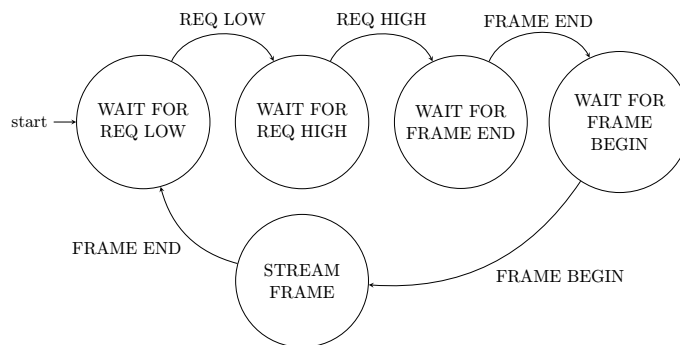 REQ LOW
REQ HIGH
FRAME END
start
WAIT FOR
REQ LOW
WAIT FOR
REQ HIGH
WAIT FOR
FRAME END
WAIT FOR
FRAME
BEGIN
FRAME END
STREAM
FRAME
FRAME BEGIN